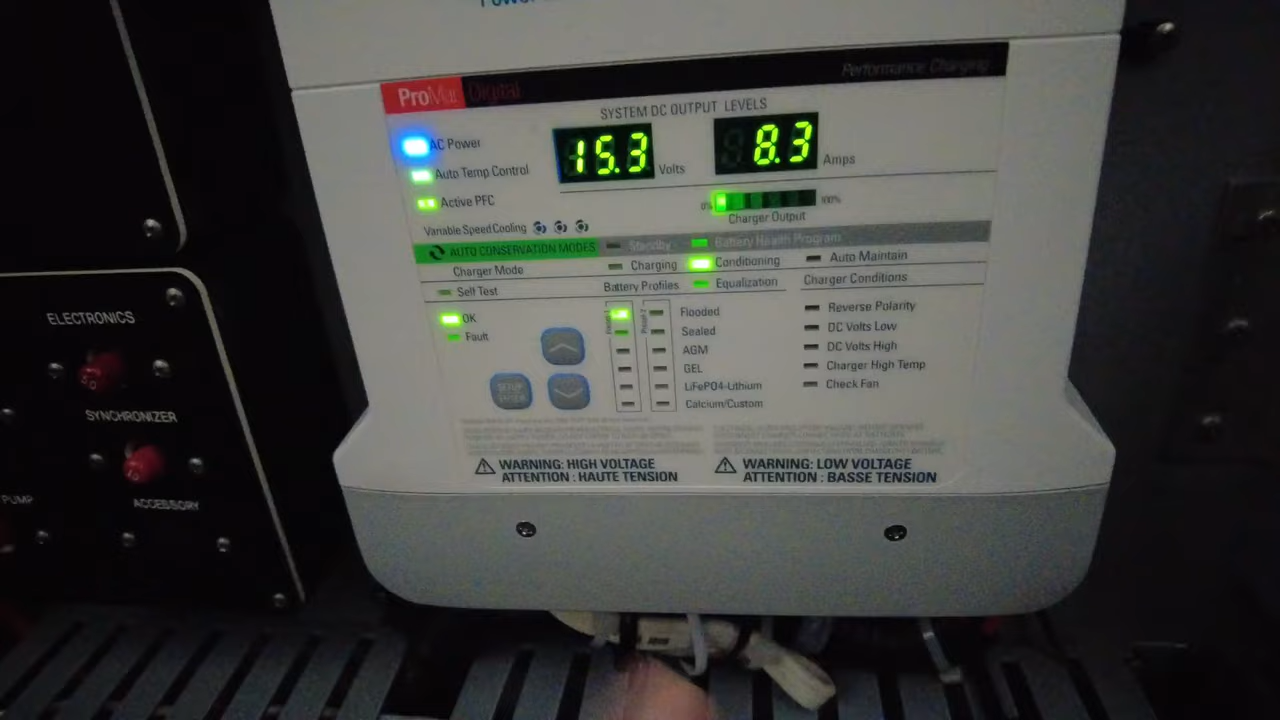 ProMar Digital
Performance Charging
SYSTEM DC OUTPUT LEVELS
AC Power
15.3 Volts
8.3 Amps
Auto Temp Control
Active PFC
0%
100%
Charger Output
Variable Speed Cooling
AUTO CONSERVATION MODES
Standby
Battery Health Program
Charger Mode
Charging
Conditioning
Auto Maintain
Self Test
Battery Profiles
Equalization
Charger Conditions
OK
Fault
Flooded
Sealed
AGM
GEL
LiFePO4-Lithium
Calcium/Custom
Reverse Polarity
DC Volts Low
DC Volts High
Charger High Temp
Check Fan
SETUP
ENTER
WARNING: HIGH VOLTAGE
ATTENTION : HAUTE TENSION
WARNING: LOW VOLTAGE
ATTENTION : BASSE TENSION
ELECTRONICS
SYNCHRONIZER
PUMP
ACCESSORY